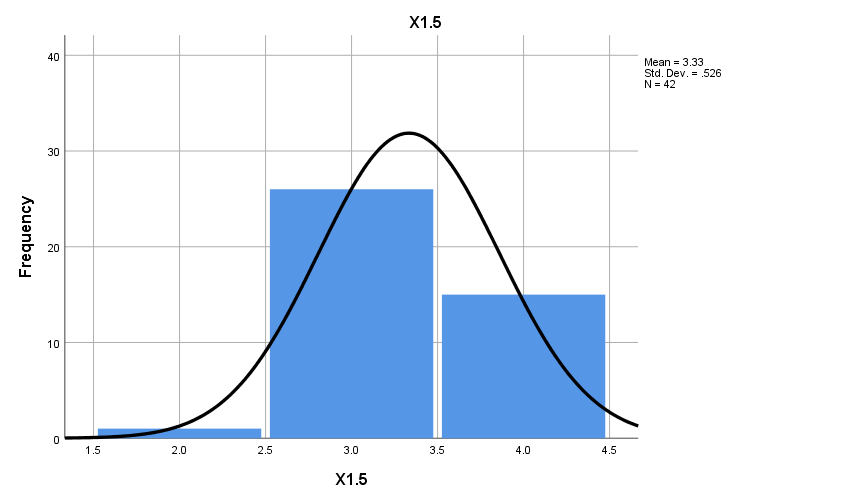 X1.5
Mean = 3.33
Std. Dev. = .526
N = 42
40
30
20
10
0
Frequency
1.5 2.0 2.5 3.0 3.5 4.0 4.5
X1.5